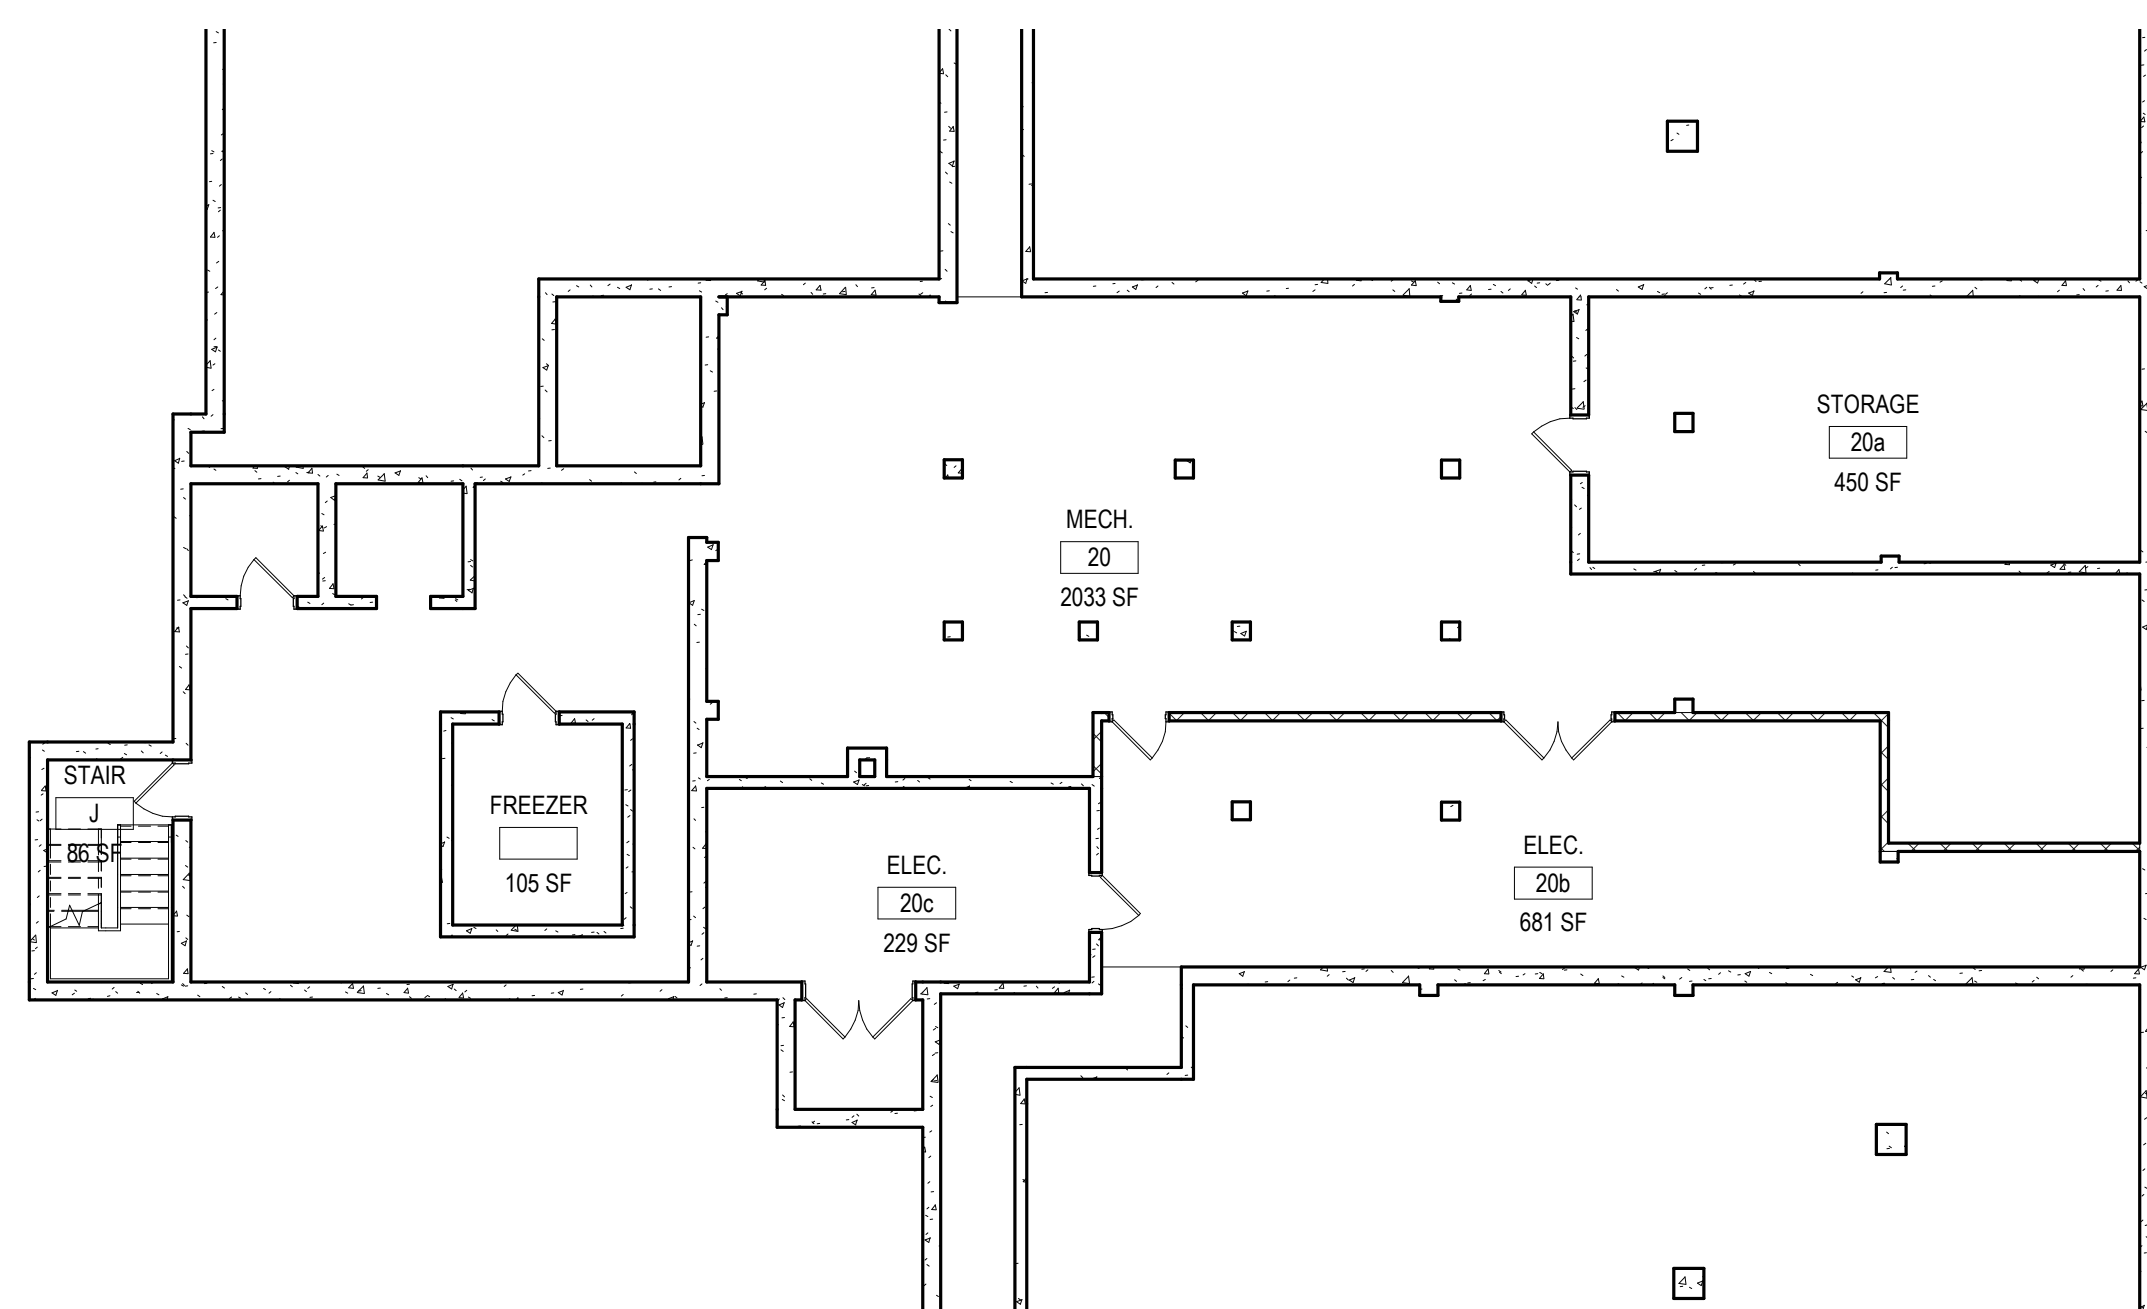 STORAGE
20a
450 SF
MECH.
20
2033 SF
STAIR
J
86 SF
FREEZER
105 SF
ELEC.
20c
229 SF
ELEC.
20b
681 SF